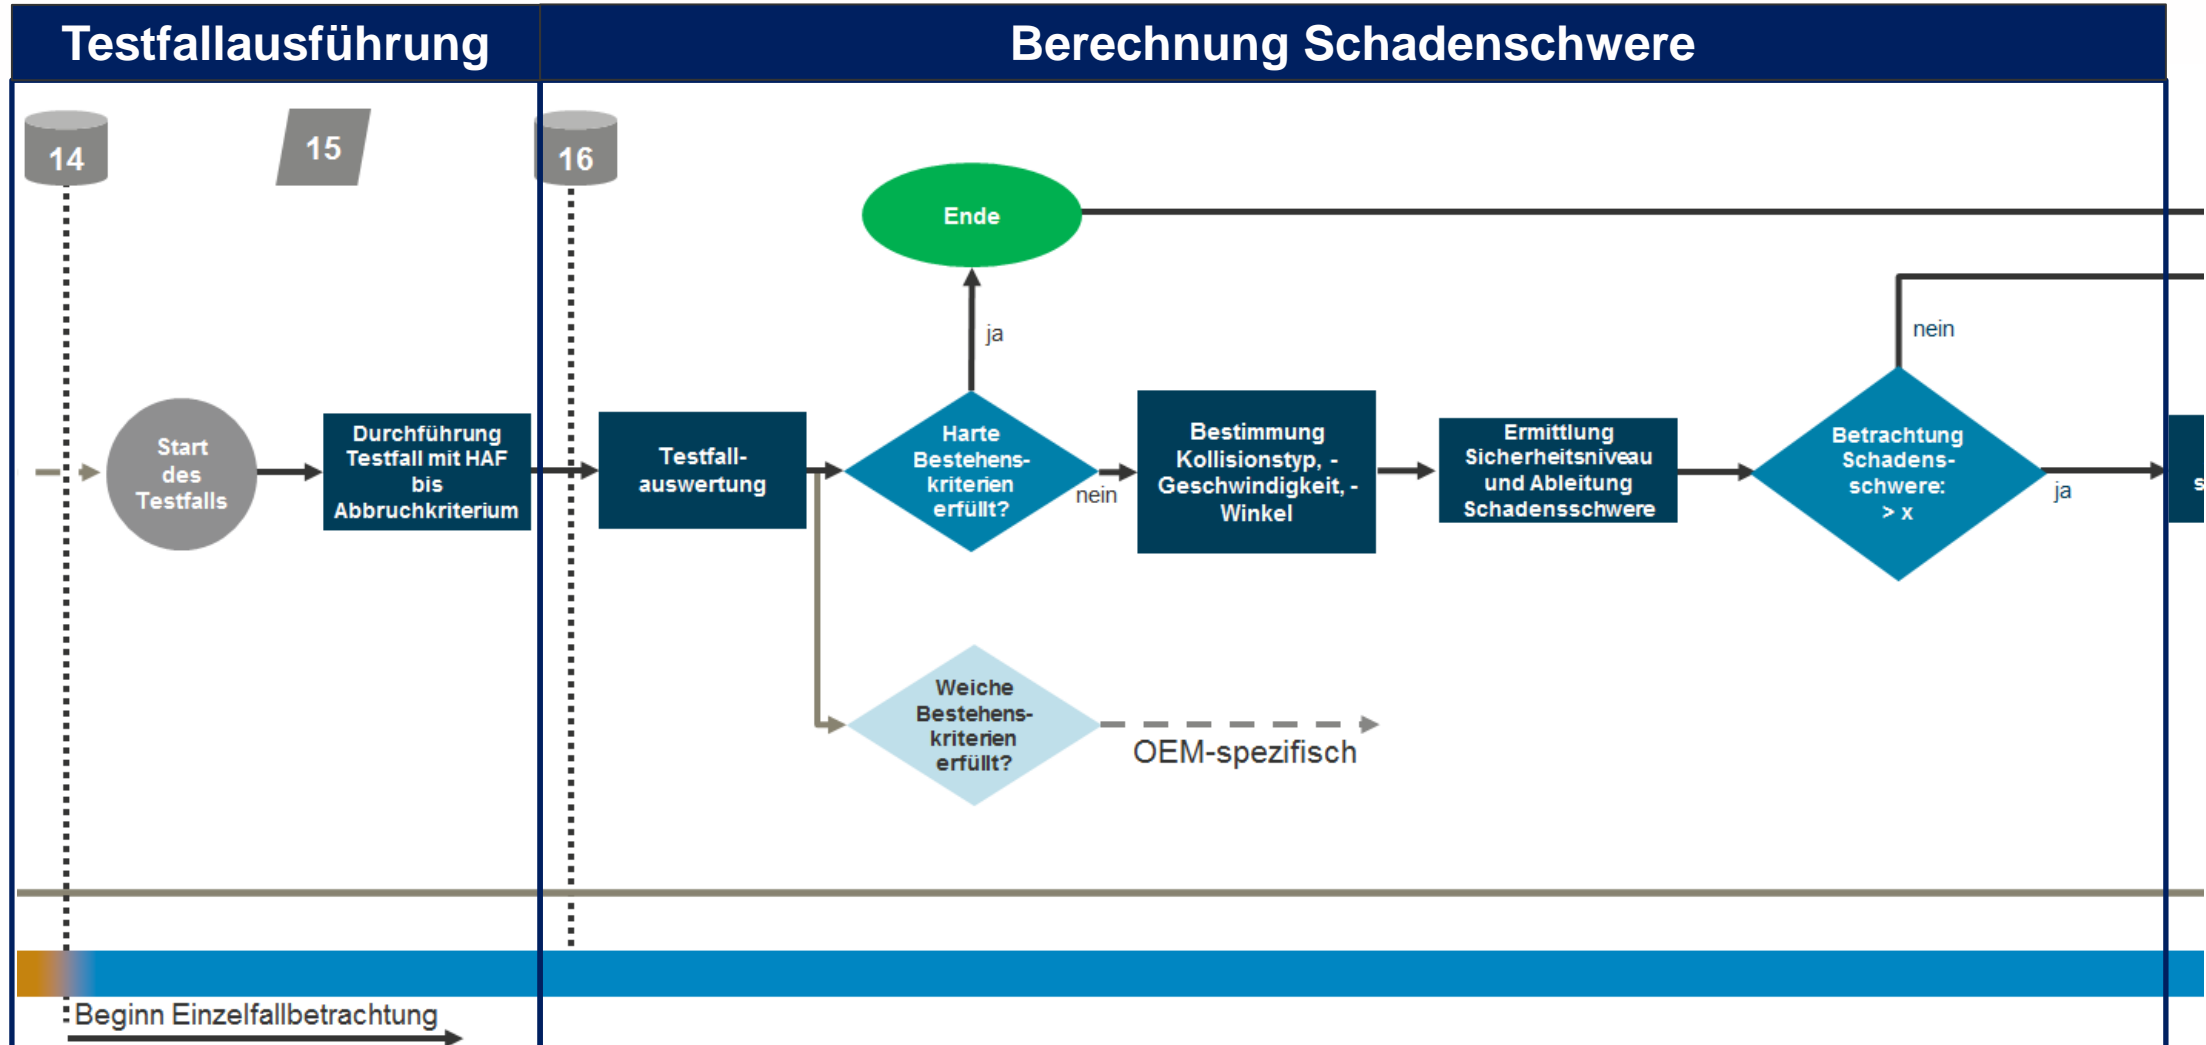 Testfallausführung
Berechnung Schadenschwere
14
15
16
Ende
ja
nein
Start
des
Testfalls
Durchführung
Testfall mit HAF
bis
Abbruchkriterium
Testfall-
auswertung
Harte
Bestehens-
kriterien
erfüllt?
nein
Bestimmung
Kollisionstyp, -
Geschwindigkeit, -
Winkel
Ermittlung
Sicherheitsniveau
und Ableitung
Schadensschwere
Betrachtung
Schadens-
schwere:
> x
ja
s
Weiche
Bestehens-
kriterien
erfüllt?
OEM-spezifisch
Beginn Einzelfallbetrachtung